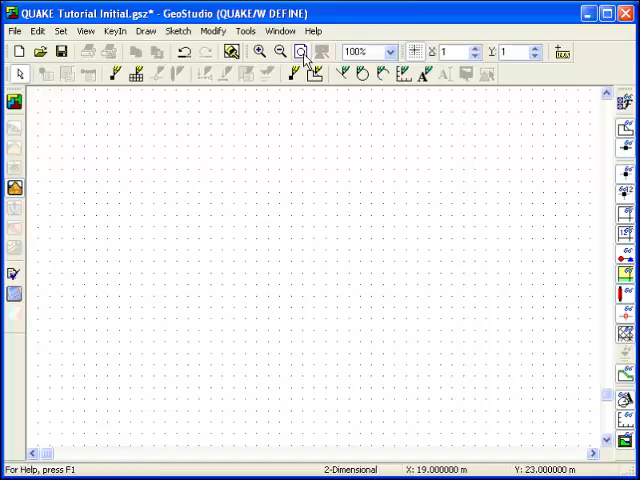 QUAKE Tutorial Initial.gsz* - GeoStudio (QUAKE/W DEFINE)
File Edit Set View KeyIn Draw Sketch Modify Tools Window Help
100% X: 1 Y: 1
For Help, press F1 2-Dimensional X: 19.000000 m Y: 23.000000 m